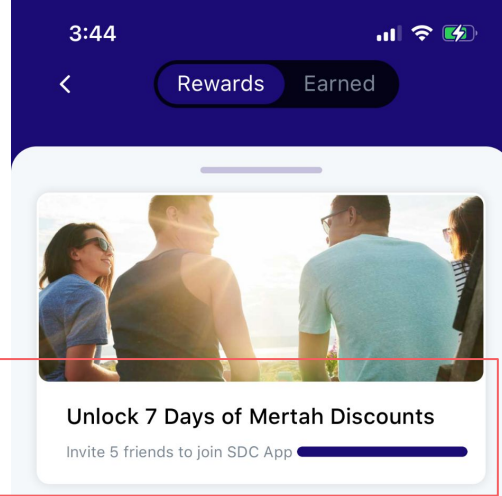 3:44
Rewards Earned
Unlock 7 Days of Mertah Discounts
Invite 5 friends to join SDC App